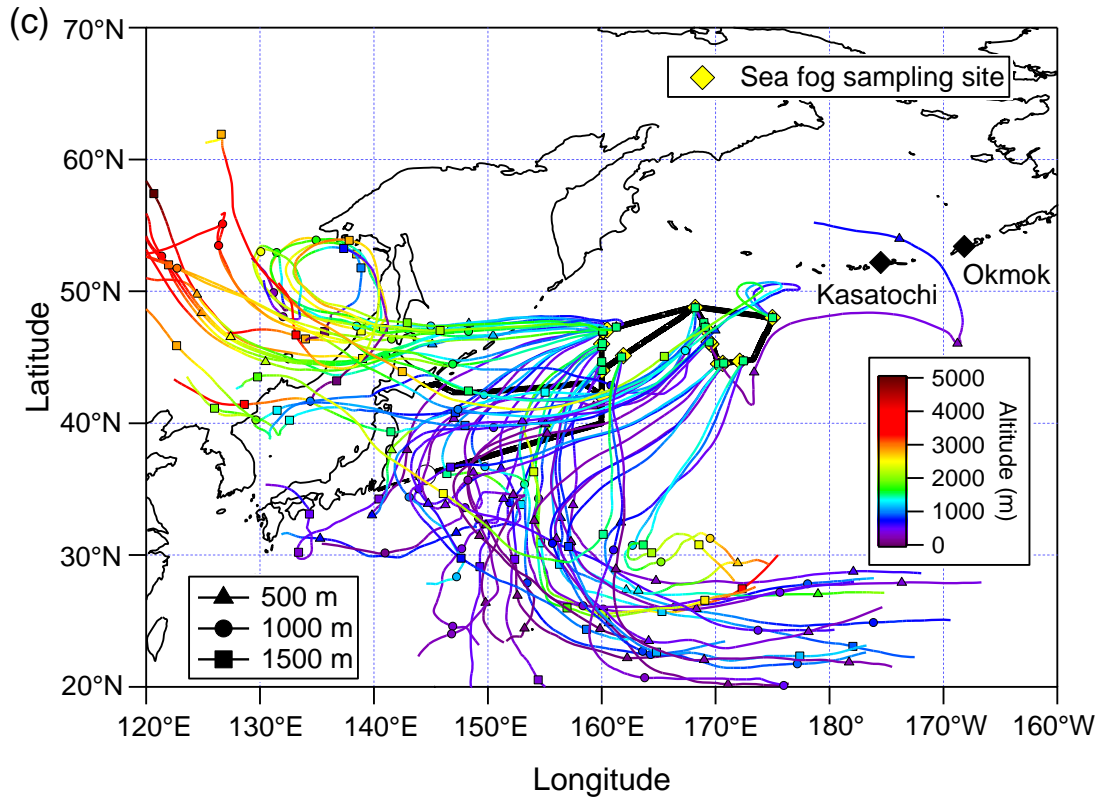 (c)
70°N
60°N
50°N
40°N
30°N
20°N
Latitude
Sea fog sampling site
Kasatochi
Okmok
5000
4000
3000
2000
1000
0
Altitude (m)
500 m
1000 m
1500 m
120°E
130°E
140°E
150°E
160°E
170°E
180°
170°W
160°W
Longitude